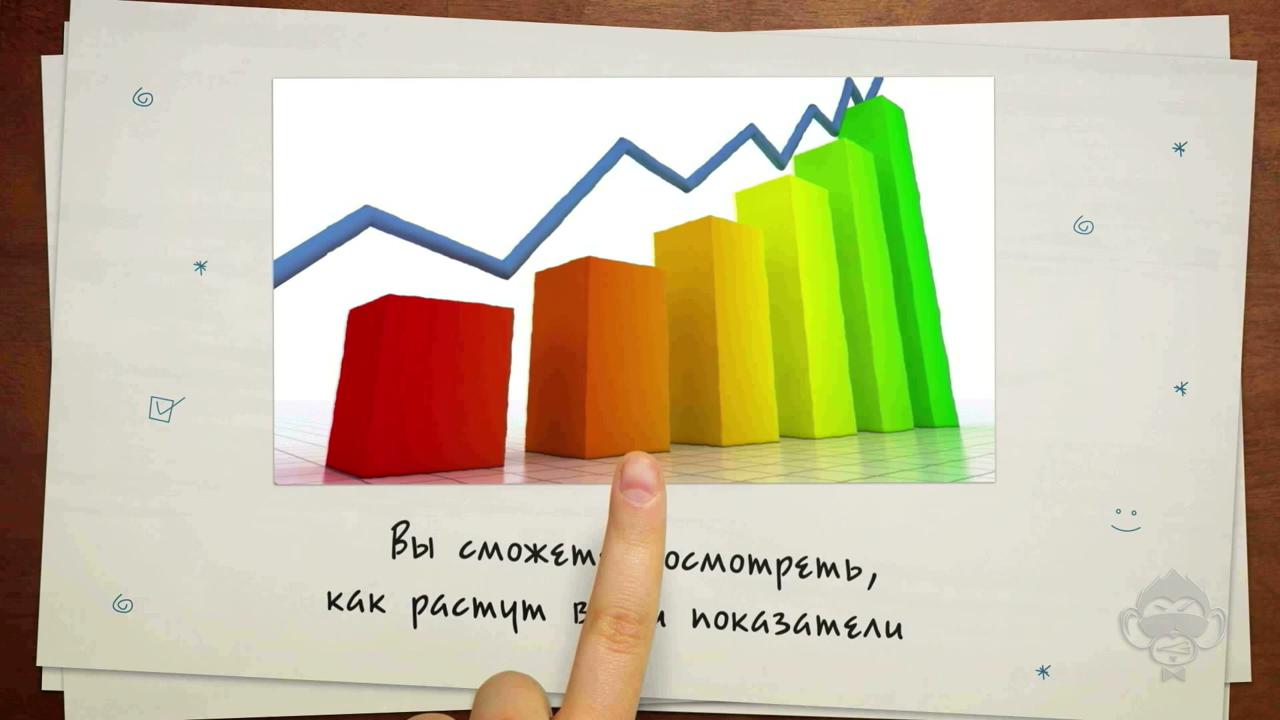 Вы сможете посмотреть,
как растут показатели